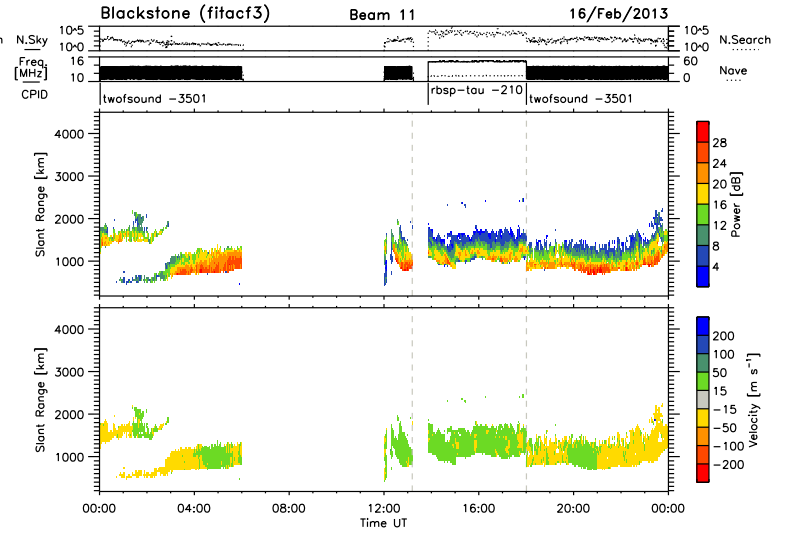 Blackstone (fitacf3) Beam 11 16/Feb/2013
N.Sky 10^5 10^5 N.Search
10^0 10^0
Freq. 16 60 Nave
[MHz] 10 0
CPID twofsound -3501 rbsp-tau -210 twofsound -3501
Slant Range [km]
4000
3000
2000
1000
28
24
20
16
12
8
4
Power [dB]
Slant Range [km]
4000
3000
2000
1000
200
100
50
15
-15
-50
-100
-200
Velocity [m s⁻¹]
00:00 04:00 08:00 12:00 16:00 20:00 00:00
Time UT